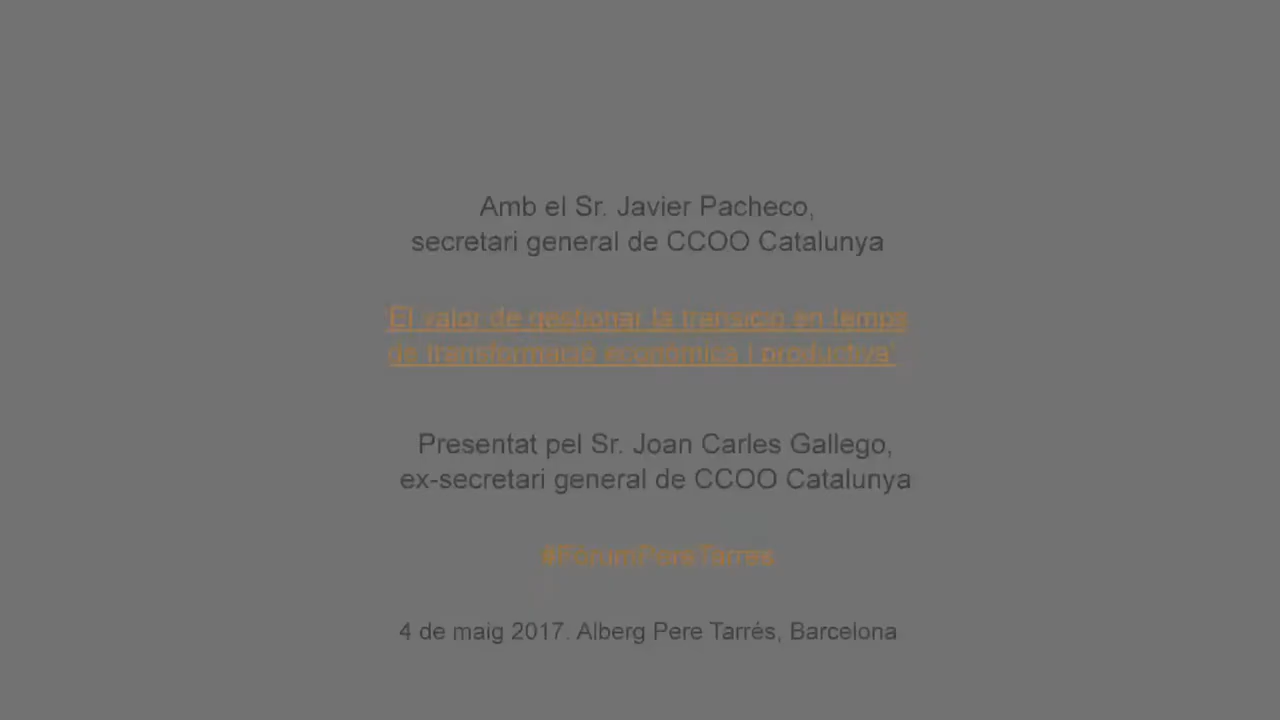 Amb el Sr. Javier Pacheco,
secretari general de CCOO Catalunya
'El valor de gestionar la transició en temps
de transformació econòmica i productiva'
Presentat pel Sr. Joan Carles Gallego,
ex-secretari general de CCOO Catalunya
#FòrumPereTarres
4 de maig 2017. Alberg Pere Tarrés, Barcelona